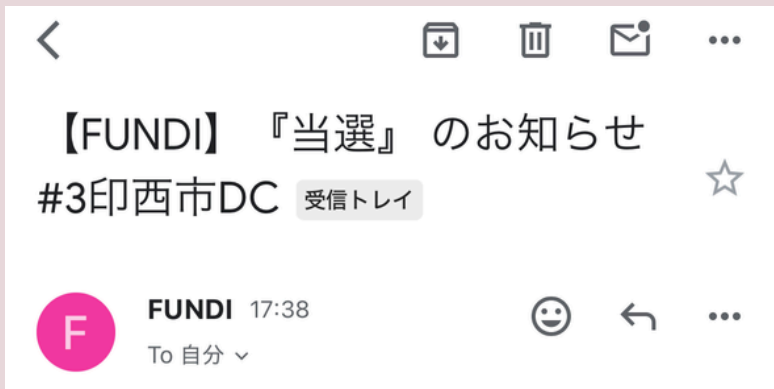 【FUNDI】 『当選』 のお知らせ
#3印西市DC 受信トレイ
F
FUNDI 17:38
To 自分